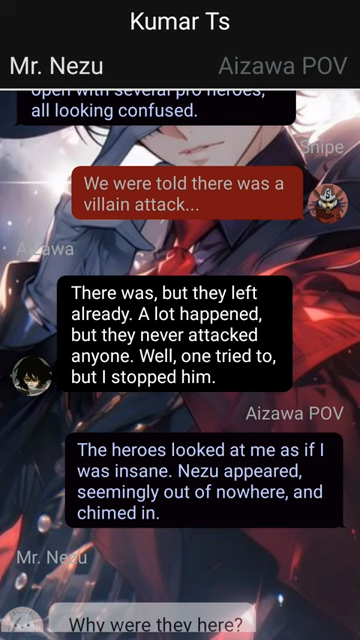 Kumar Ts
Mr. Nezu
Aizawa POV
open with several pro heroes,
all looking confused.
Snipe
We were told there was a
villain attack...
Aizawa
There was, but they left
already. A lot happened,
but they never attacked
anyone. Well, one tried to,
but I stopped him.
Aizawa POV
The heroes looked at me as if I
was insane. Nezu appeared,
seemingly out of nowhere, and
chimed in.
Mr. Nezu
Why were they here?